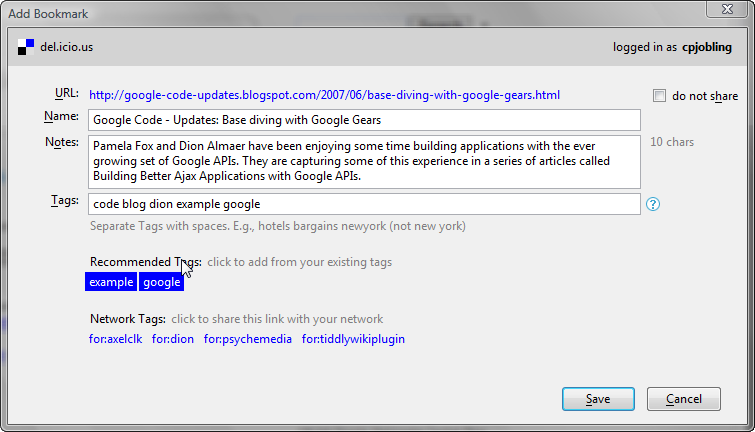 Add Bookmark
del.icio.us
logged in as cpjobling
URL: http://google-code-updates.blogspot.com/2007/06/base-diving-with-google-gears.html
do not share
Name: Google Code - Updates: Base diving with Google Gears
Notes: Pamela Fox and Dion Almaer have been enjoying some time building applications with the ever
10 chars
growing set of Google APIs. They are capturing some of this experience in a series of articles called
Building Better Ajax Applications with Google APIs.
Tags: code blog dion example google
?
Separate Tags with spaces. E.g., hotels bargains newyork (not new york)
Recommended Tags: click to add from your existing tags
example google
Network Tags: click to share this link with your network
for:axelclk for:dion for:psychemedia for:tiddlywikiplugin
Save Cancel